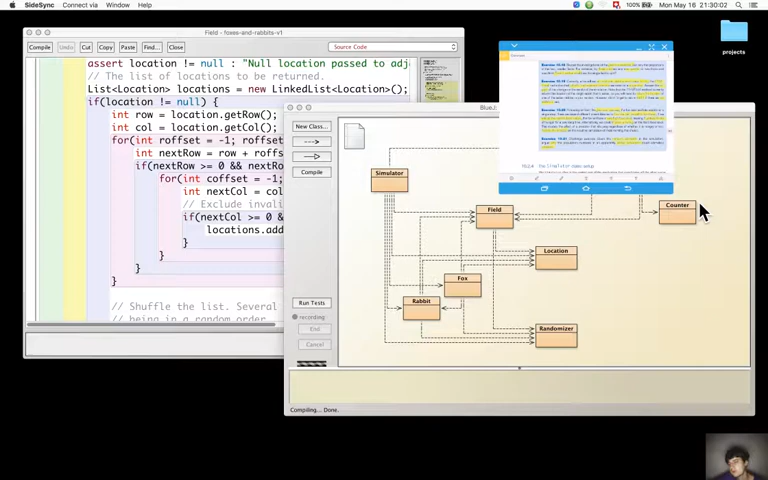 SideSync Connect via Window Help
100% Mon May 16 21:30:02
projects
Field - foxes-and-rabbits-v1
Compile Undo Cut Copy Paste Find... Close Source Code
assert location != null : "Null location passed to adj
// The list of locations to be returned.
List<Location> locations = new LinkedList<Location>();
if(location != null) {
int row = location.getRow();
int col = location.getCol();
for(int roffset = -1; roffset
int nextRow = row + roffs
if(nextRow >= 0 && nextRo
for(int coffset = -1;
int nextCol = col
// Exclude invali
if(nextCol >= 0 &
locations.add
}
}
}
}
// Shuffle the list. Several
// being in a random order
BlueJ:
New Class...
Compile
Run Tests
recording
End
Cancel
Simulator
Counter
Field
Location
Fox
Rabbit
Randomizer
Compiling... Done.